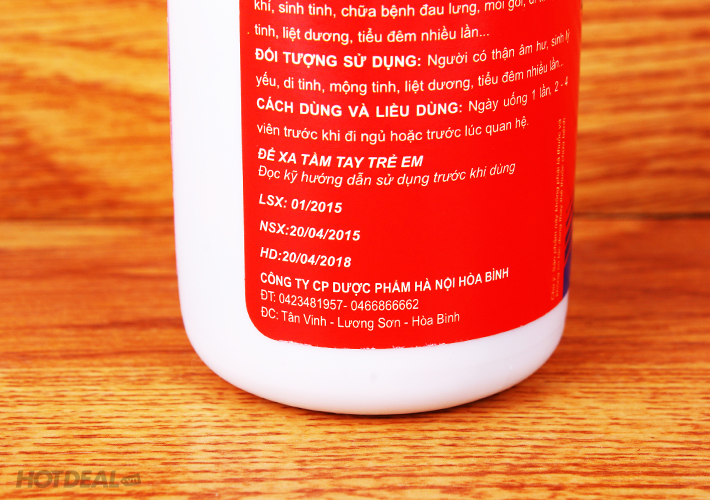 khí, sinh tinh, chữa bệnh đau lưng, mỏi gối, di
tinh, liệt dương, tiểu đêm nhiều lần...
ĐỐI TƯỢNG SỬ DỤNG: Người có thận âm hư, sinh lý
yếu, di tinh, mộng tinh, liệt dương, tiểu đêm nhiều lần..
CÁCH DÙNG VÀ LIỀU DÙNG: Ngày uống 1 lần, 2 - 4
viên trước khi đi ngủ hoặc trước lúc quan hệ.
ĐỂ XA TẦM TAY TRẺ EM
Đọc kỹ hướng dẫn sử dụng trước khi dùng
LSX: 01/2015
NSX:20/04/2015
HD:20/04/2018
CÔNG TY CP DƯỢC PHẨM HÀ NỘI HÒA BÌNH
ĐT: 0423481957- 0466866662
ĐC: Tân Vinh - Lương Sơn - Hòa Bình
HOTDEAL.vn